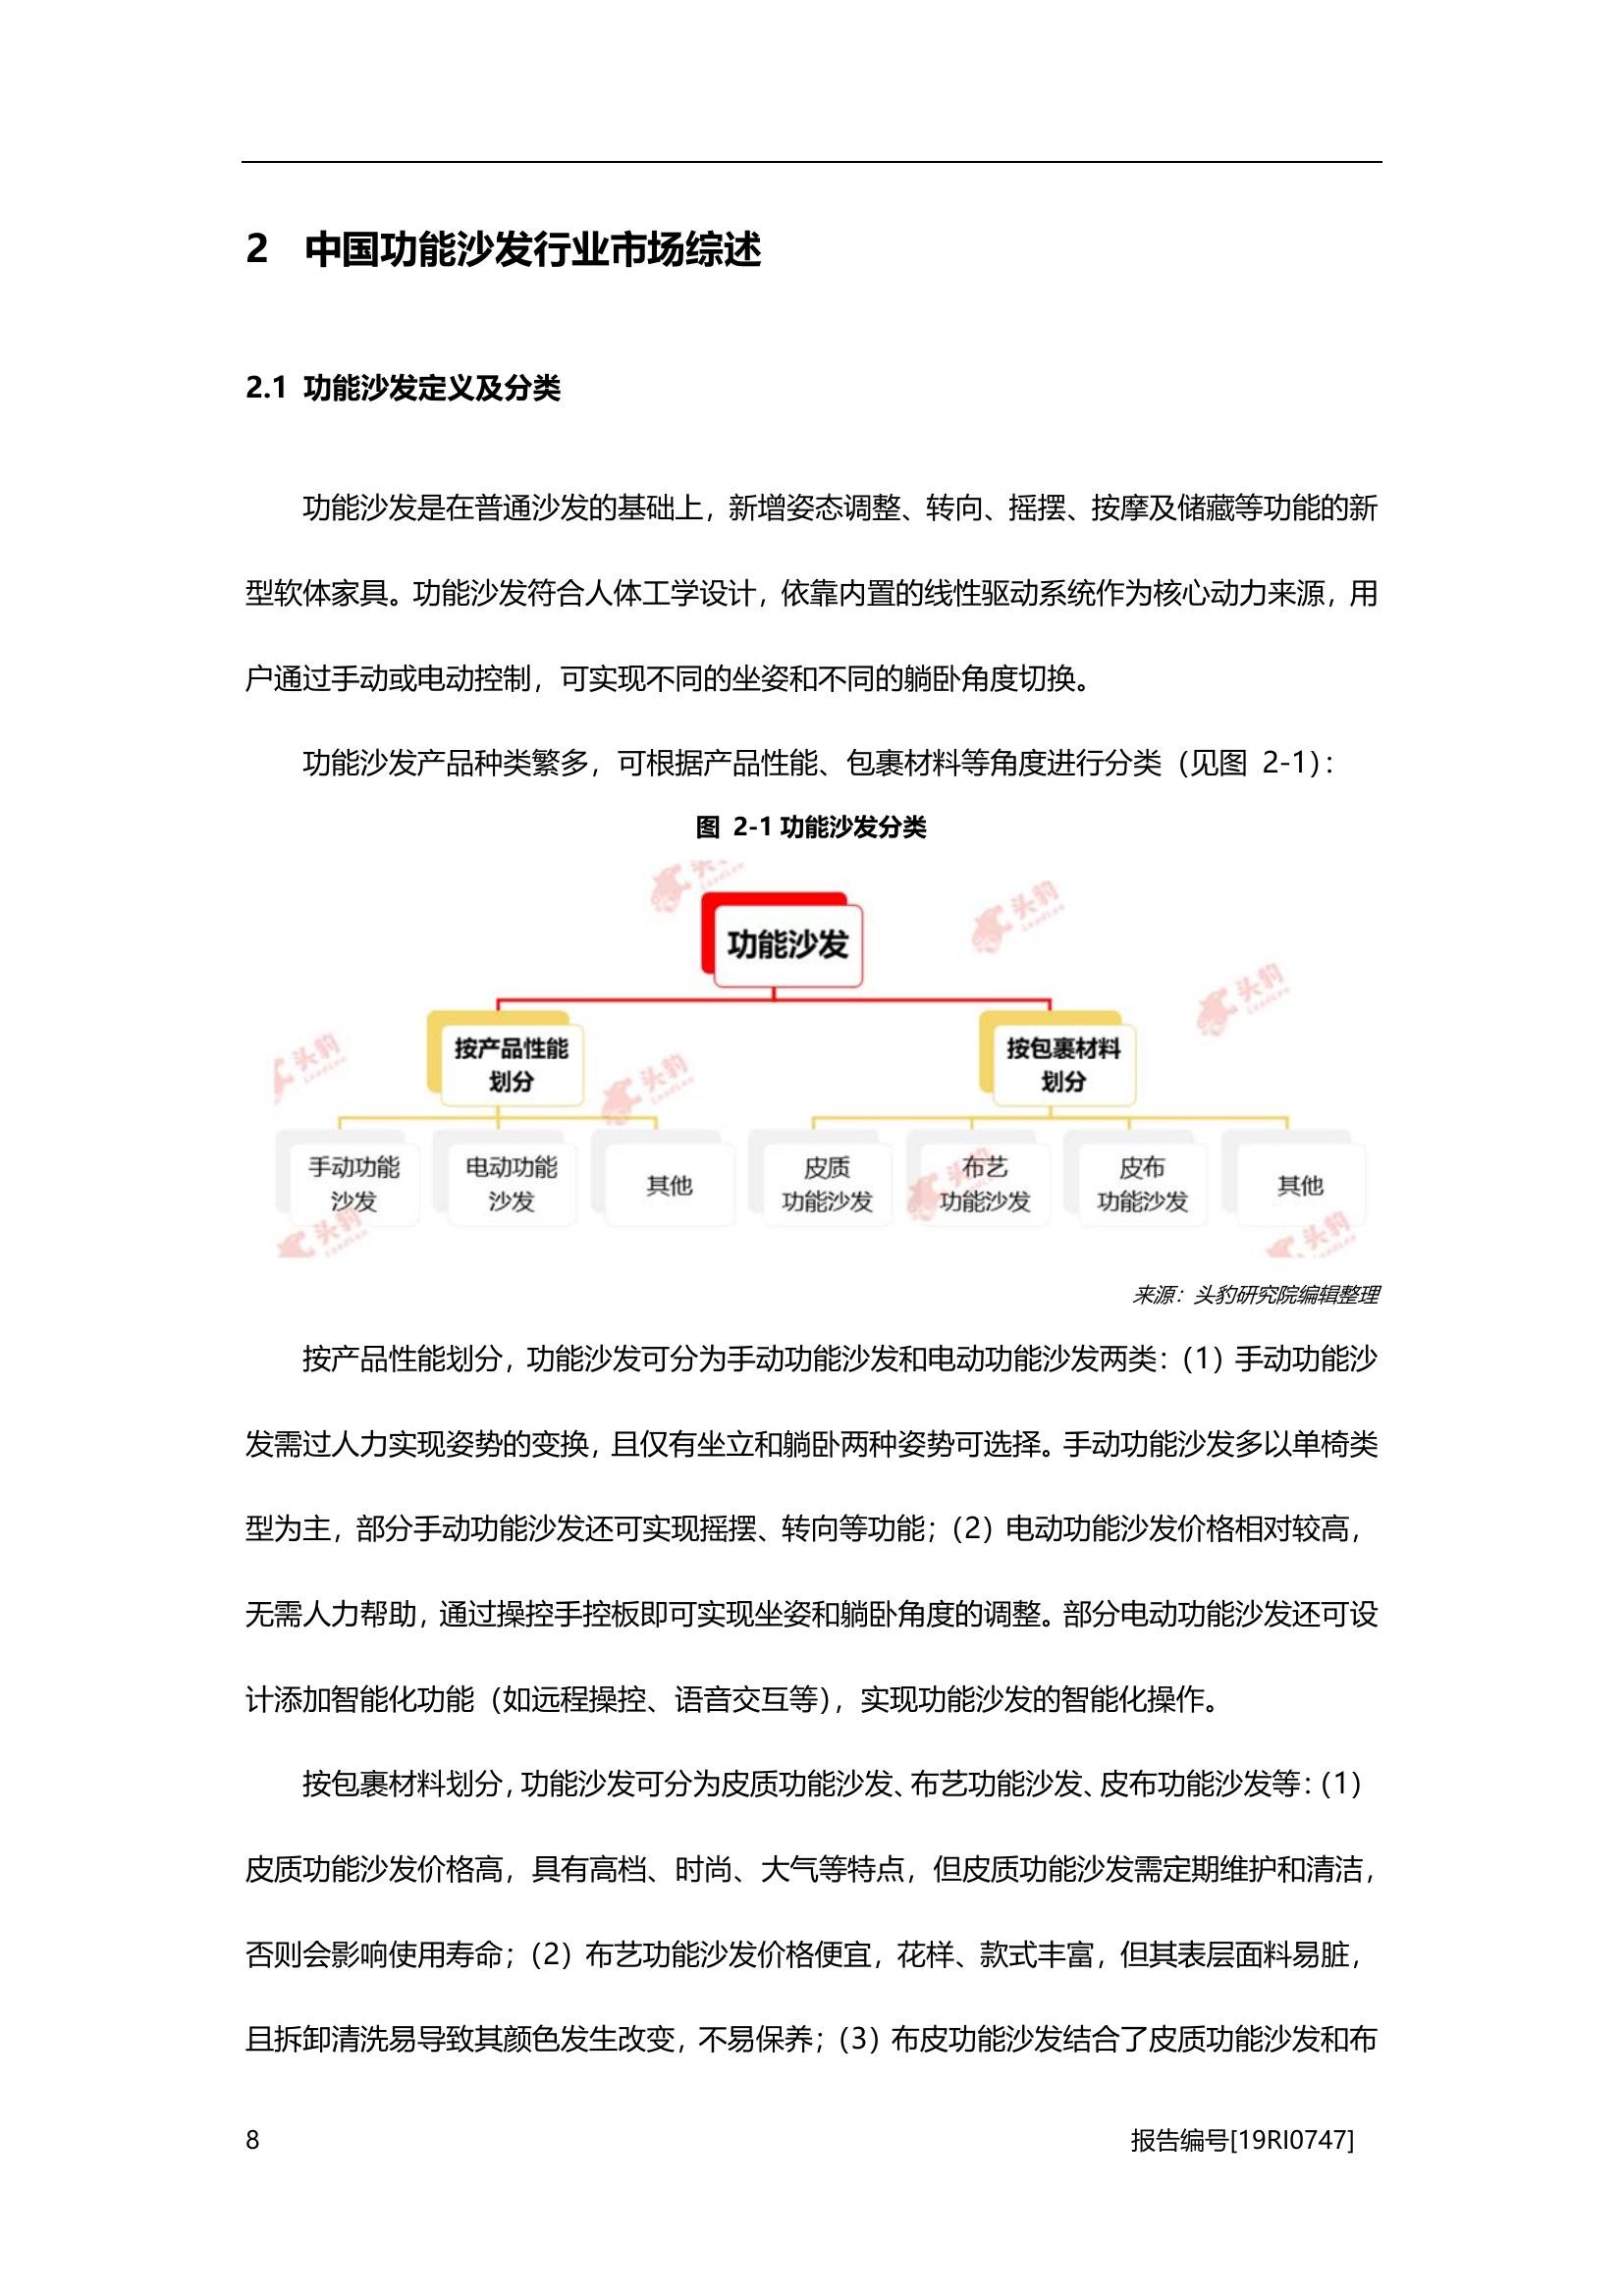 2 中国功能沙发行业市场综述
2.1 功能沙发定义及分类
功能沙发是在普通沙发的基础上，新增姿态调整、转向、摇摆、按摩及储藏等功能的新
型软体家具。功能沙发符合人体工学设计，依靠内置的线性驱动系统作为核心动力来源，用
户通过手动或电动控制，可实现不同的坐姿和不同的躺卧角度切换。
功能沙发产品种类繁多，可根据产品性能、包裹材料等角度进行分类（见图 2-1）：
图 2-1 功能沙发分类
功能沙发
按产品性能
划分
按包裹材料
划分
手动功能
沙发
电动功能
沙发
其他
皮质
功能沙发
布艺
功能沙发
皮布
功能沙发
其他
头豹
LeadLeo
头豹
LeadLeo
头豹
LeadLeo
头豹
LeadLeo
头豹
LeadLeo
头豹
头豹
LeadLeo
头豹
LeadLeo
来源：头豹研究院编辑整理
按产品性能划分，功能沙发可分为手动功能沙发和电动功能沙发两类：（1）手动功能沙
发需过人力实现姿势的变换，且仅有坐立和躺卧两种姿势可选择。手动功能沙发多以单椅类
型为主，部分手动功能沙发还可实现摇摆、转向等功能；（2）电动功能沙发价格相对较高，
无需人力帮助，通过操控手控板即可实现坐姿和躺卧角度的调整。部分电动功能沙发还可设
计添加智能化功能（如远程操控、语音交互等），实现功能沙发的智能化操作。
按包裹材料划分，功能沙发可分为皮质功能沙发、布艺功能沙发、皮布功能沙发等：（1）
皮质功能沙发价格高，具有高档、时尚、大气等特点，但皮质功能沙发需定期维护和清洁，
否则会影响使用寿命；（2）布艺功能沙发价格便宜，花样、款式丰富，但其表层面料易脏，
且拆卸清洗易导致其颜色发生改变，不易保养；（3）布皮功能沙发结合了皮质功能沙发和布
8 报告编号[19RI0747]